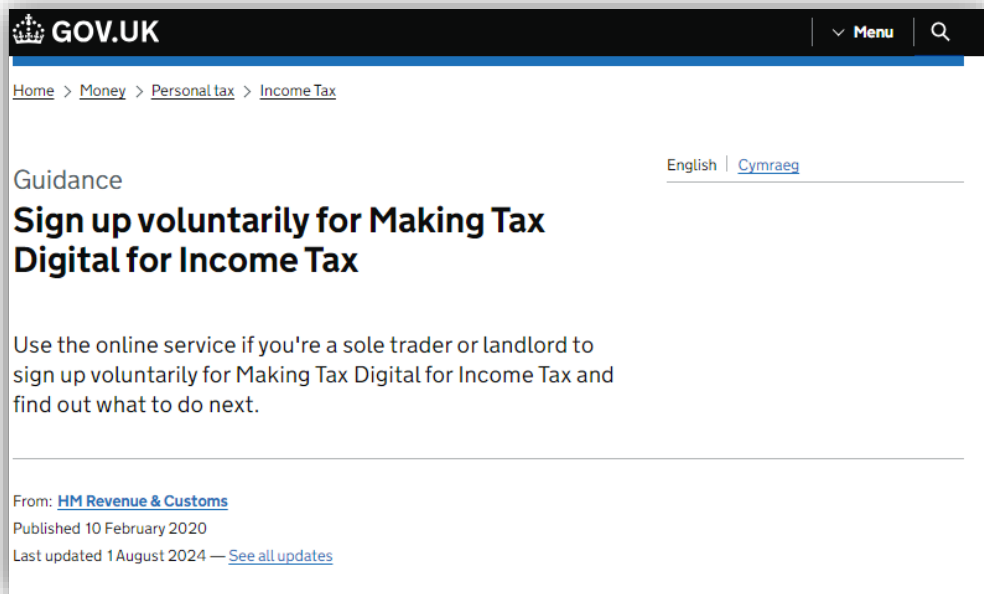 GOV.UK
Menu
Home > Money > Personal tax > Income Tax
English | Cymraeg
Guidance
Sign up voluntarily for Making Tax
Digital for Income Tax
Use the online service if you're a sole trader or landlord to
sign up voluntarily for Making Tax Digital for Income Tax and
find out what to do next.
From: HM Revenue & Customs
Published 10 February 2020
Last updated 1 August 2024 — See all updates